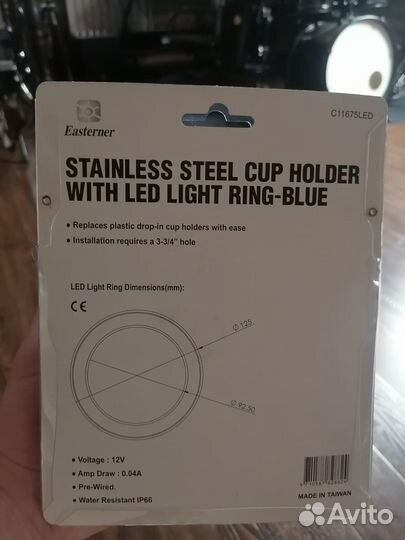 C11675LED
Easterner
STAINLESS STEEL CUP HOLDER
WITH LED LIGHT RING-BLUE
• Replaces plastic drop-in cup holders with ease
• Installation requires a 3-3/4" hole
LED Light Ring Dimensions(mm):
CE
Ø 125
Ø 92.50
• Voltage : 12V
• Amp Draw : 0.04A
• Pre-Wired.
• Water Resistant IP66
MADE IN TAIWAN
Avito